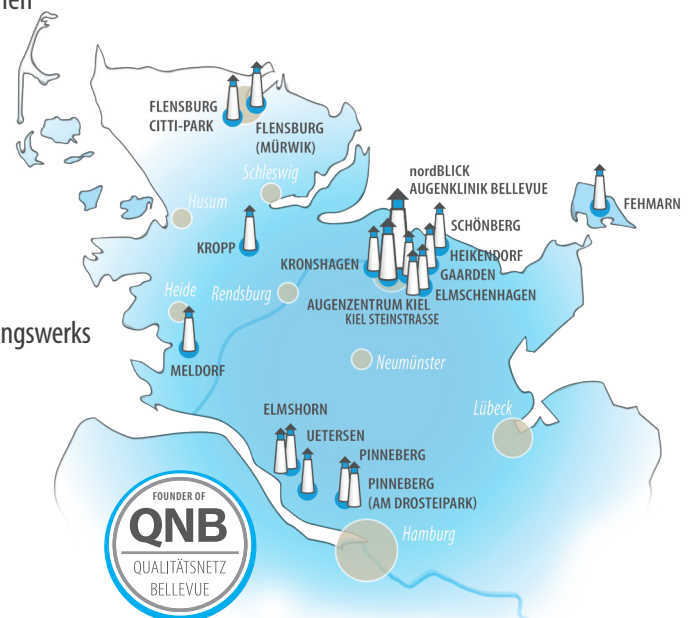 FLENSBURG
CITTI-PARK
FLENSBURG
(MÜRWIK)
Schleswig
nordBLICK
AUGENKLINIK BELLEVUE
Husum
FEHMARN
SCHÖNBERG
KROPP
HEIKENDORF
KRONSHAGEN
GAARDEN
Heide
Rendsburg
ELMSCHENHAGEN
AUGENZENTRUM KIEL
KIEL STEINSTRASSE
ngswerks
MELDORF
Neumünster
ELMSHORN
Lübeck
UETERSEN
PINNEBERG
PINNEBERG
(AM DROSTEIPARK)
FOUNDER OF
QNB
QUALITÄTSNETZ
BELLEVUE
Hamburg